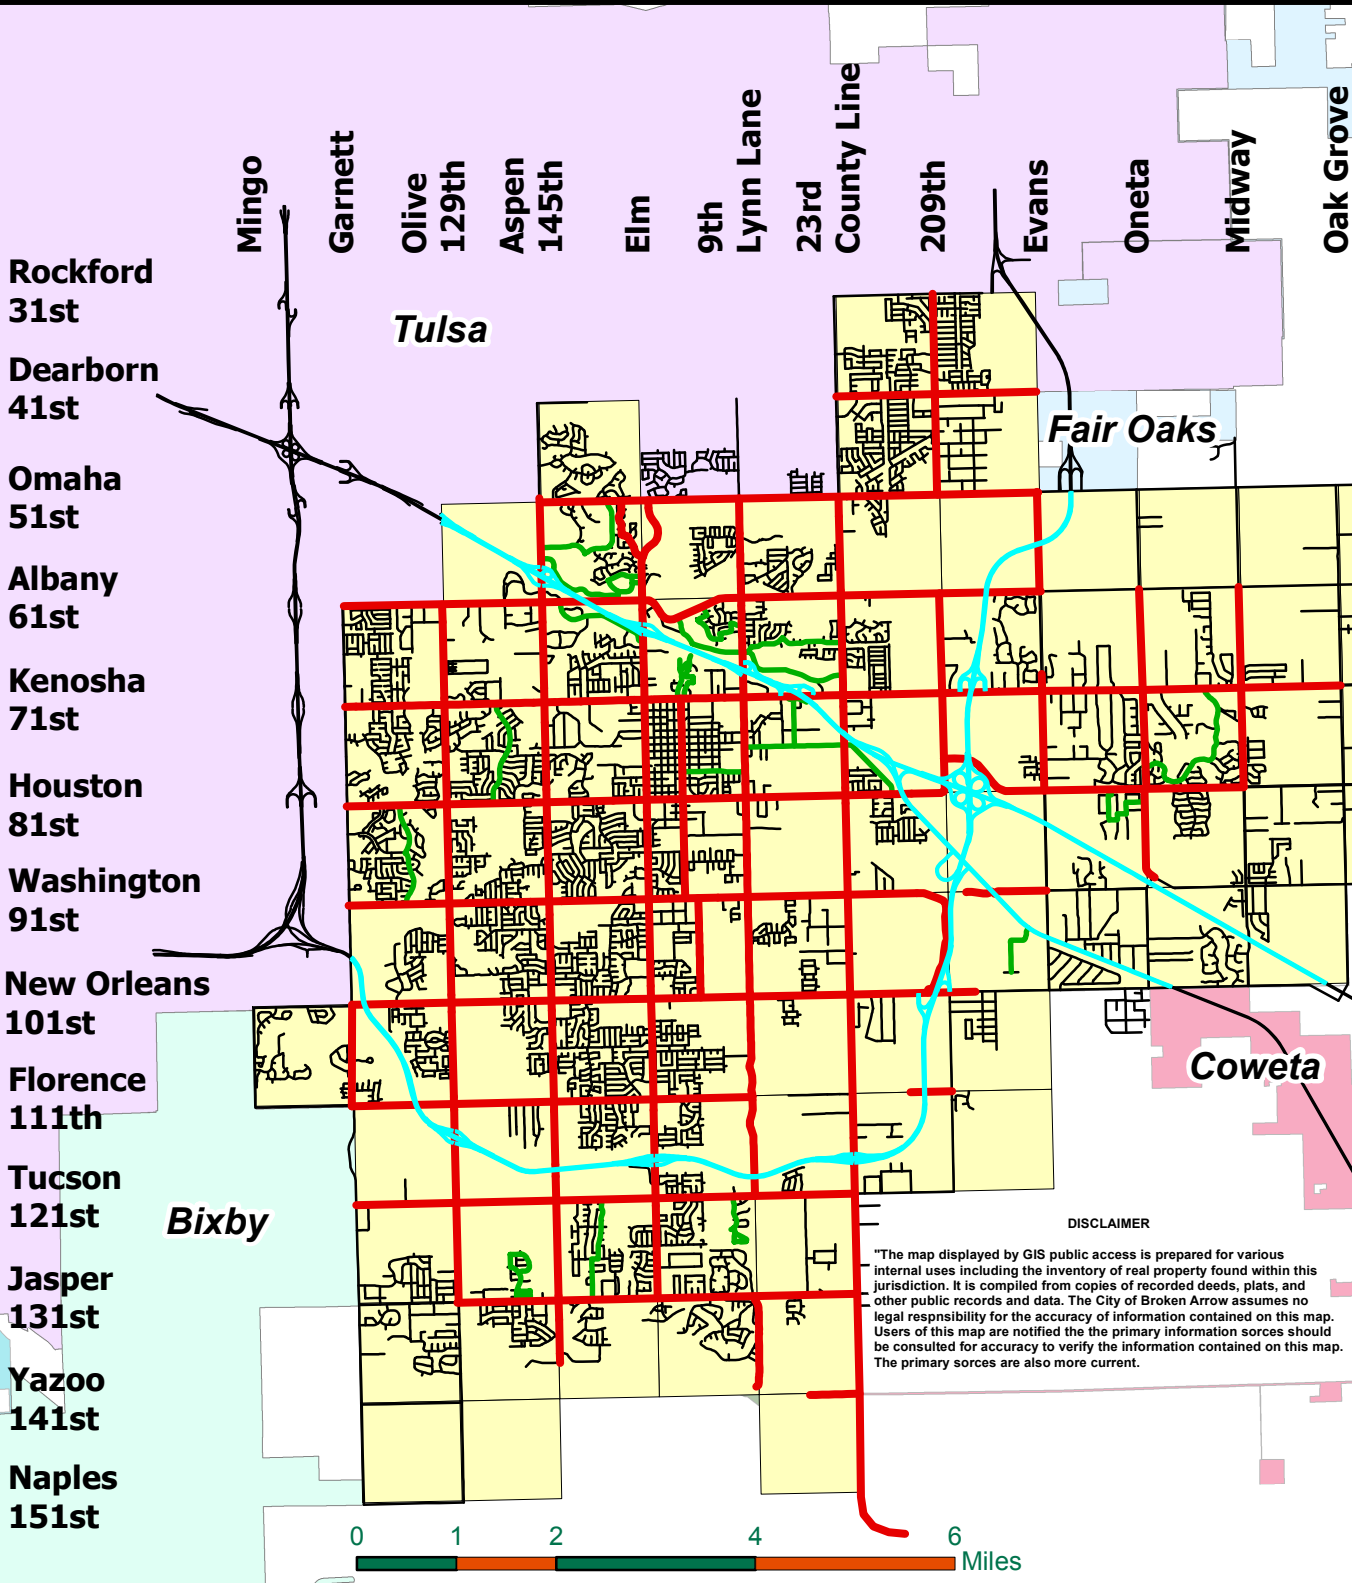 Mingo
Garnett
Olive
129th
Aspen
145th
Elm
9th
Lynn Lane
23rd
County Line
209th
Evans
Oneta
Midway
Oak Grove
Rockford
31st
Dearborn
41st
Omaha
51st
Albany
61st
Kenosha
71st
Houston
81st
Washington
91st
New Orleans
101st
Florence
111th
Tucson
121st
Jasper
131st
Yazoo
141st
Naples
151st
Tulsa
Fair Oaks
Coweta
Bixby
DISCLAIMER
"The map displayed by GIS public access is prepared for various
internal uses including the inventory of real property found within this
jurisdiction. It is compiled from copies of recorded deeds, plats, and
other public records and data. The City of Broken Arrow assumes no
legal respnsibility for the accuracy of information contained on this map.
Users of this map are notified the the primary information sorces should
be consulted for accuracy to verify the information contained on this map.
The primary sorces are also more current.
0 1 2 4 6
Miles